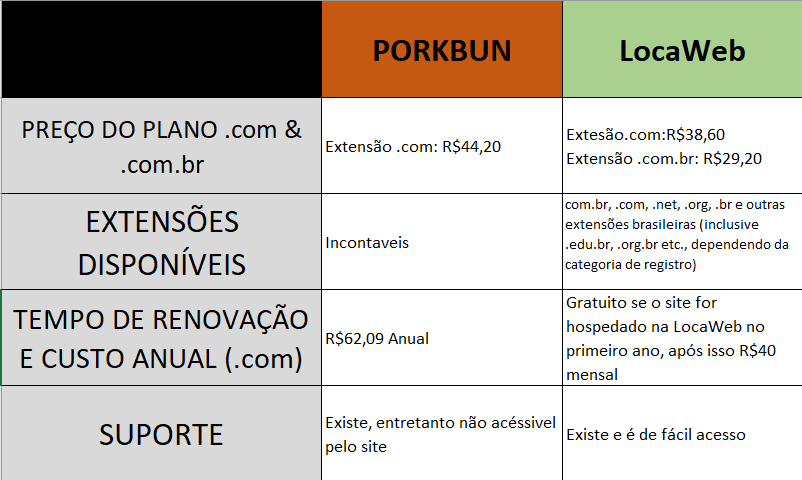 PORKBUN
LocaWeb
PREÇO DO PLANO .com &
.com.br
Extensão .com: R$44,20
Extesão.com:R$38,60
Extensão .com.br: R$29,20
EXTENSÕES
DISPONÍVEIS
Incontaveis
com.br, .com, .net, .org, .br e outras
extensões brasileiras (inclusive
.edu.br, .org.br etc., dependendo da
categoria de registro)
TEMPO DE RENOVAÇÃO
E CUSTO ANUAL (.com)
R$62,09 Anual
Gratuito se o site for
hospedado na LocaWeb no
primeiro ano, após isso R$40
mensal
SUPORTE
Existe, entretanto não acéssivel
pelo site
Existe e é de fácil acesso